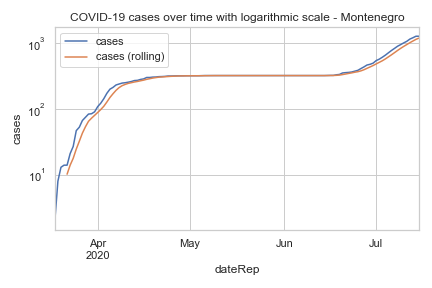 COVID-19 cases over time with logarithmic scale - Montenegro
cases
cases (rolling)
10³
10²
10¹
cases
Apr
2020
May
Jun
Jul
dateRep